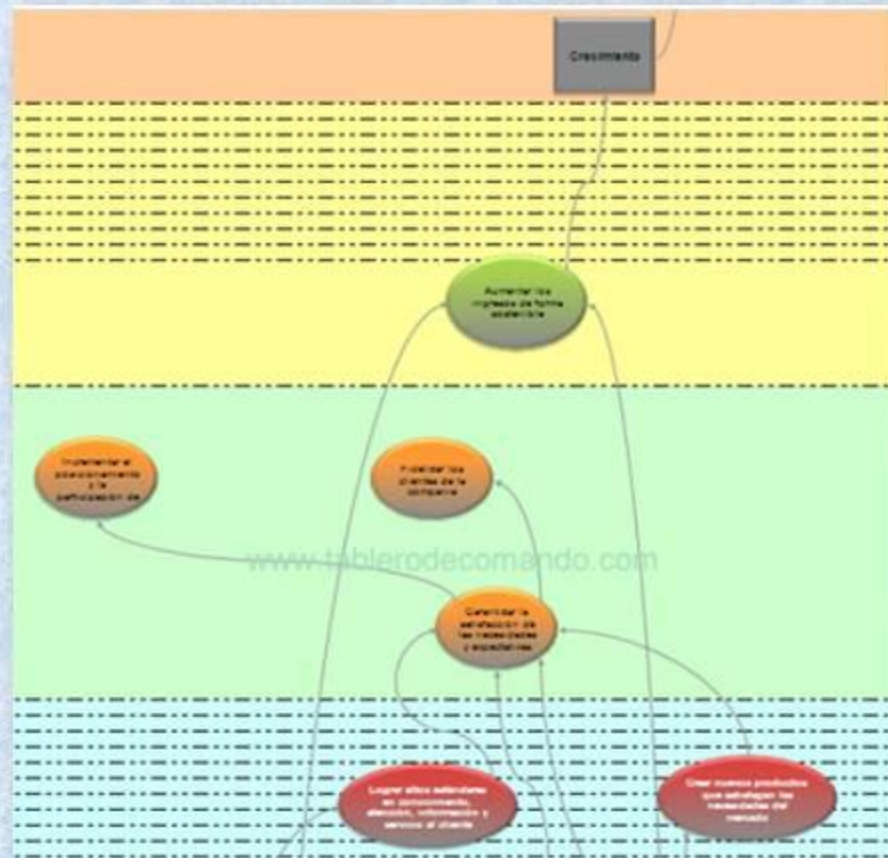 Crecimiento
Aumentar los
ingresos de forma
sostenible
Incrementar el
posicionamiento
y la
participación de
Fidelizar los
clientes de la
compañía
www.tablerodecomando.com
Garantizar la
satisfacción de
las necesidades
y expectativas
Lograr altos estándares
en conocimiento,
atención, información y
servicio al cliente
Crear nuevos productos
que satisfagan las
necesidades del
mercado